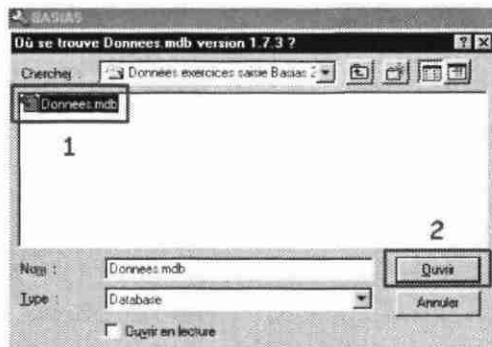 BASIAS
Où se trouve Donnees.mdb version 1.7.3 ?
Chercher : Données exercices saisie Basias 2
Donnees.mdb
1
2
Nom : Donnees.mdb Ouvrir
Type : Database Annuler
Ouvrir en lecture